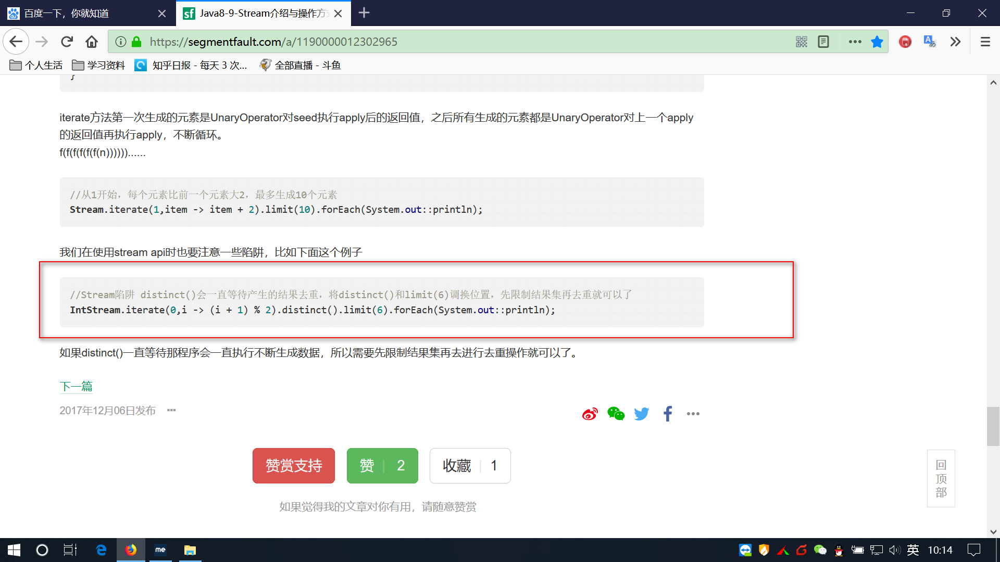 百度一下，你就知道
Java8-9-Stream介绍与操作方
https://segmentfault.com/a/1190000012302965
个人生活
学习资料
知乎日报 - 每天 3 次...
全部直播 - 斗鱼
}
iterate方法第一次生成的元素是UnaryOperator对seed执行apply后的返回值，之后所有生成的元素都是UnaryOperator对上一个apply
的返回值再执行apply，不断循环。
f(f(f(f(f(f(n))))))......
//从1开始，每个元素比前一个元素大2，最多生成10个元素
Stream.iterate(1,item -> item + 2).limit(10).forEach(System.out::println);
我们在使用stream api时也要注意一些陷阱，比如下面这个例子
//Stream陷阱 distinct()会一直等待产生的结果去重，将distinct()和limit(6)调换位置，先限制结果集再去重就可以了
IntStream.iterate(0,i -> (i + 1) % 2).distinct().limit(6).forEach(System.out::println);
如果distinct()一直等待那程序会一直执行不断生成数据，所以需要先限制结果集再去进行去重操作就可以了。
下一篇
2017年12月06日发布
赞赏支持
赞 2
收藏 1
如果觉得我的文章对你有用，请随意赞赏
回
顶
部
me
英
10:14